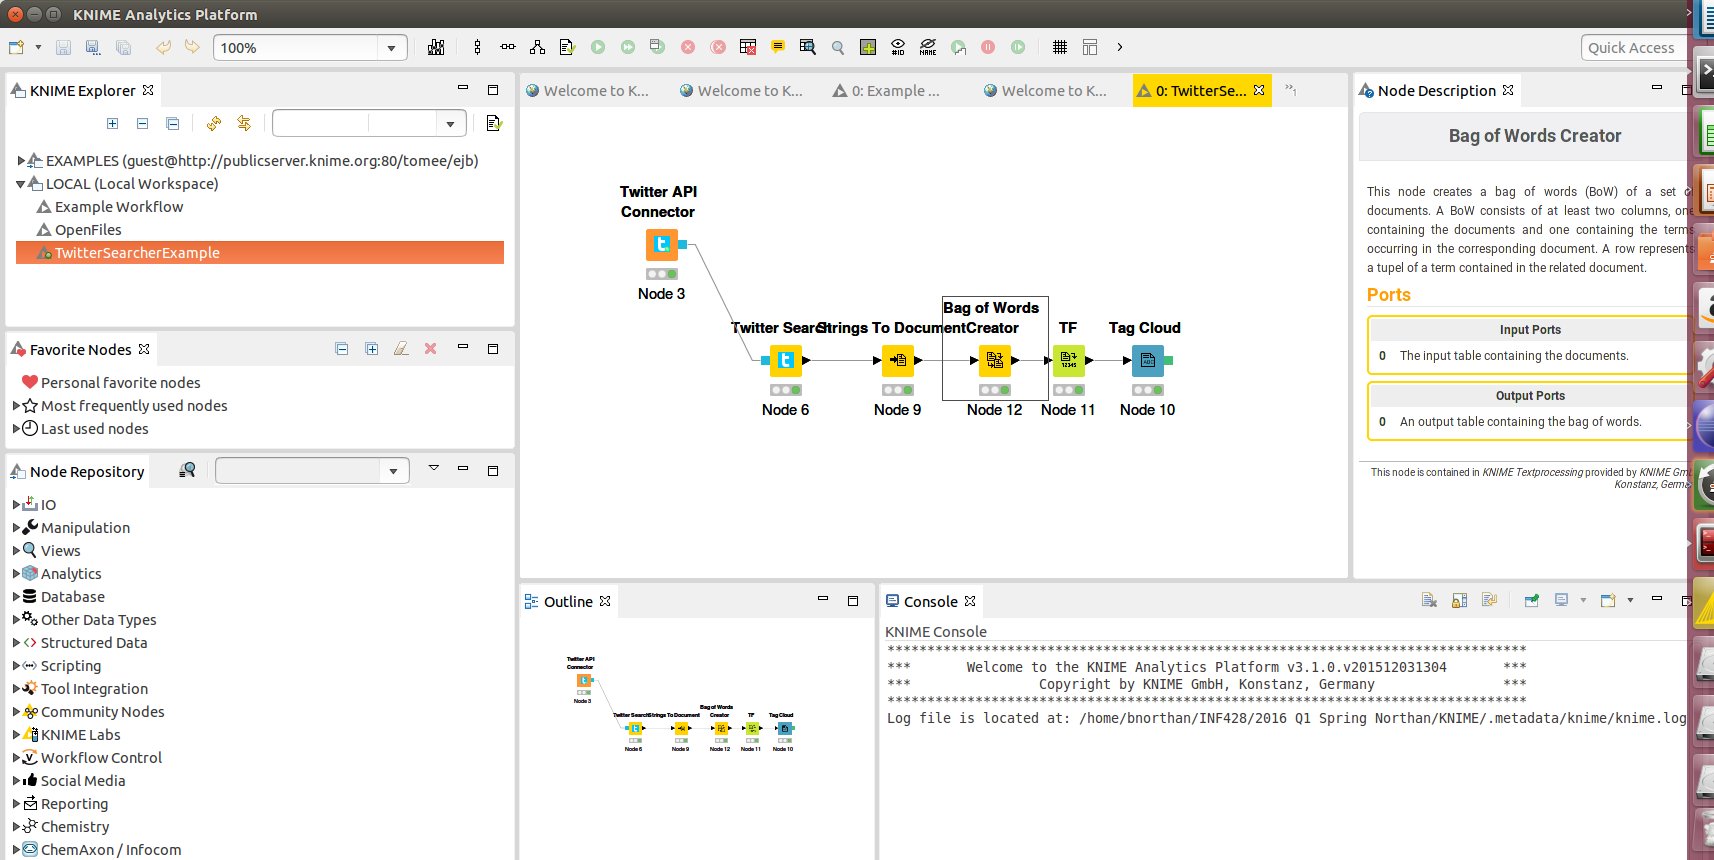 KNIME Analytics Platform
100%
Quick Access
KNIME Explorer
EXAMPLES (guest@http://publicserver.knime.org:80/tomee/ejb)
LOCAL (Local Workspace)
Example Workflow
OpenFiles
TwitterSearcherExample
Favorite Nodes
Personal favorite nodes
Most frequently used nodes
Last used nodes
Node Repository
IO
Manipulation
Views
Analytics
Database
Other Data Types
Structured Data
Scripting
Tool Integration
Community Nodes
KNIME Labs
Workflow Control
Social Media
Reporting
Chemistry
ChemAxon / Infocom
Welcome to K... Welcome to K... 0: Example ... Welcome to K... 0: TwitterSe...
Twitter API
Connector
Node 3
Twitter Search
Node 6
Strings To Document
Node 9
Bag of Words
Creator
Node 12
TF
Node 11
Tag Cloud
Node 10
Node Description
Bag of Words Creator
This node creates a bag of words (BoW) of a set
documents. A BoW consists of at least two columns, one
containing the documents and one containing the terms
occurring in the corresponding document. A row represents
a tupel of a term contained in the related document.
Ports
Input Ports
0 The input table containing the documents.
Output Ports
0 An output table containing the bag of words.
This node is contained in KNIME Textprocessing provided by KNIME Gm
Konstanz, Germa
Outline
Twitter API
Connector
Node 3
Twitter Search
Node 6
Strings To Document
Node 9
Bag of Words
Creator
Node 12
TF
Node 11
Tag Cloud
Node 10
Console
KNIME Console
********************************************************************************
*** Welcome to the KNIME Analytics Platform v3.1.0.v201512031304 ***
*** Copyright by KNIME GmbH, Konstanz, Germany ***
********************************************************************************
Log file is located at: /home/bnorthan/INF428/2016 Q1 Spring Northan/KNIME/.metadata/knime/knime.log